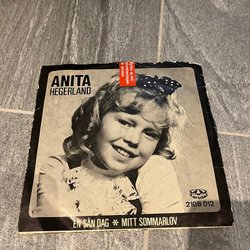 ANITA
HEGERLAND
2108 012
EN SÅN DAG * MITT SOMMARLOV